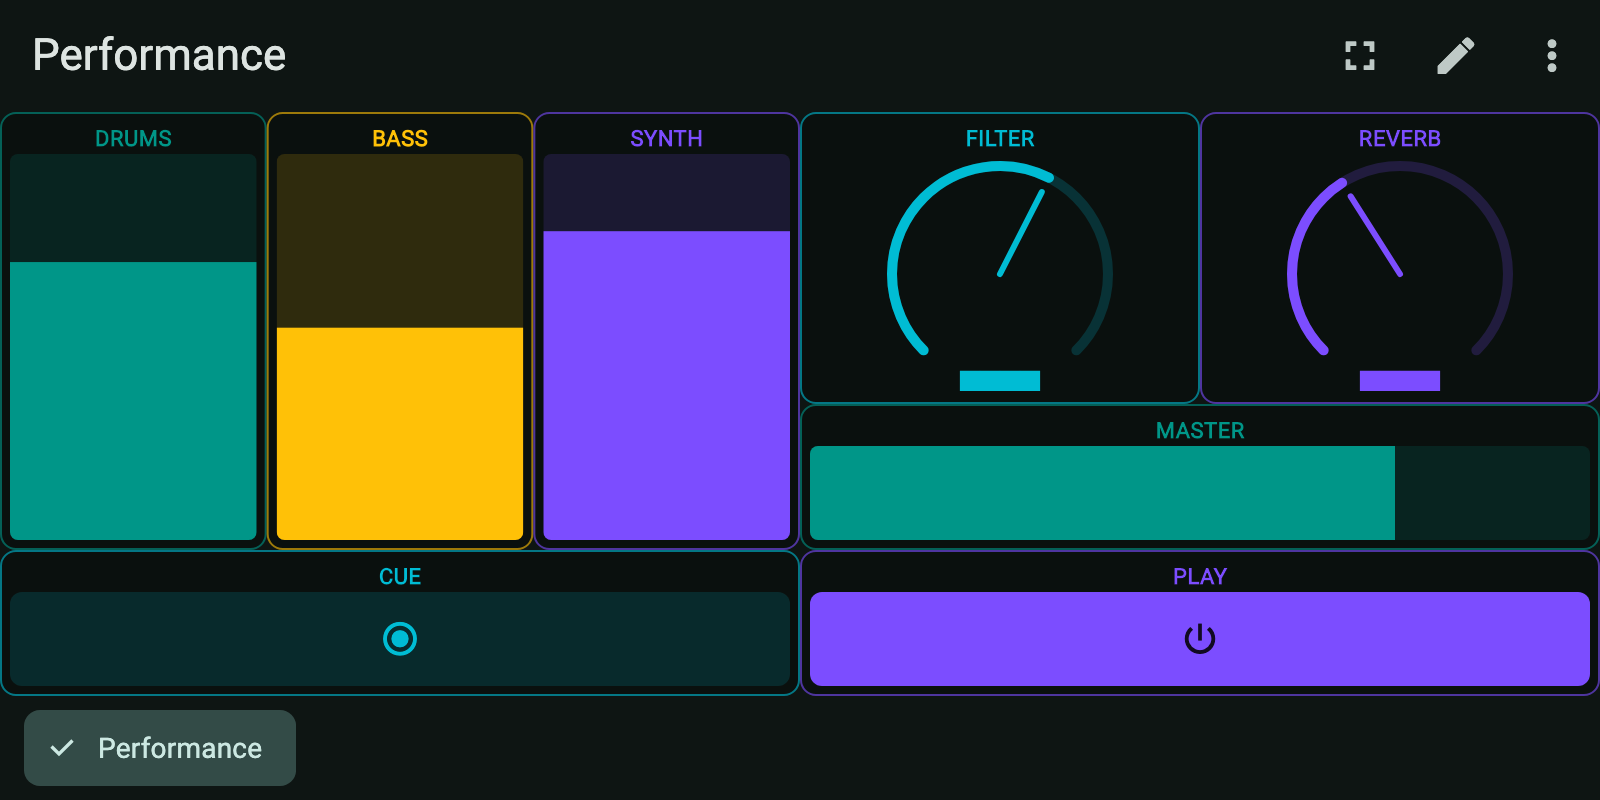 Performance
DRUMS
BASS
SYNTH
FILTER
REVERB
MASTER
CUE
PLAY
Performance